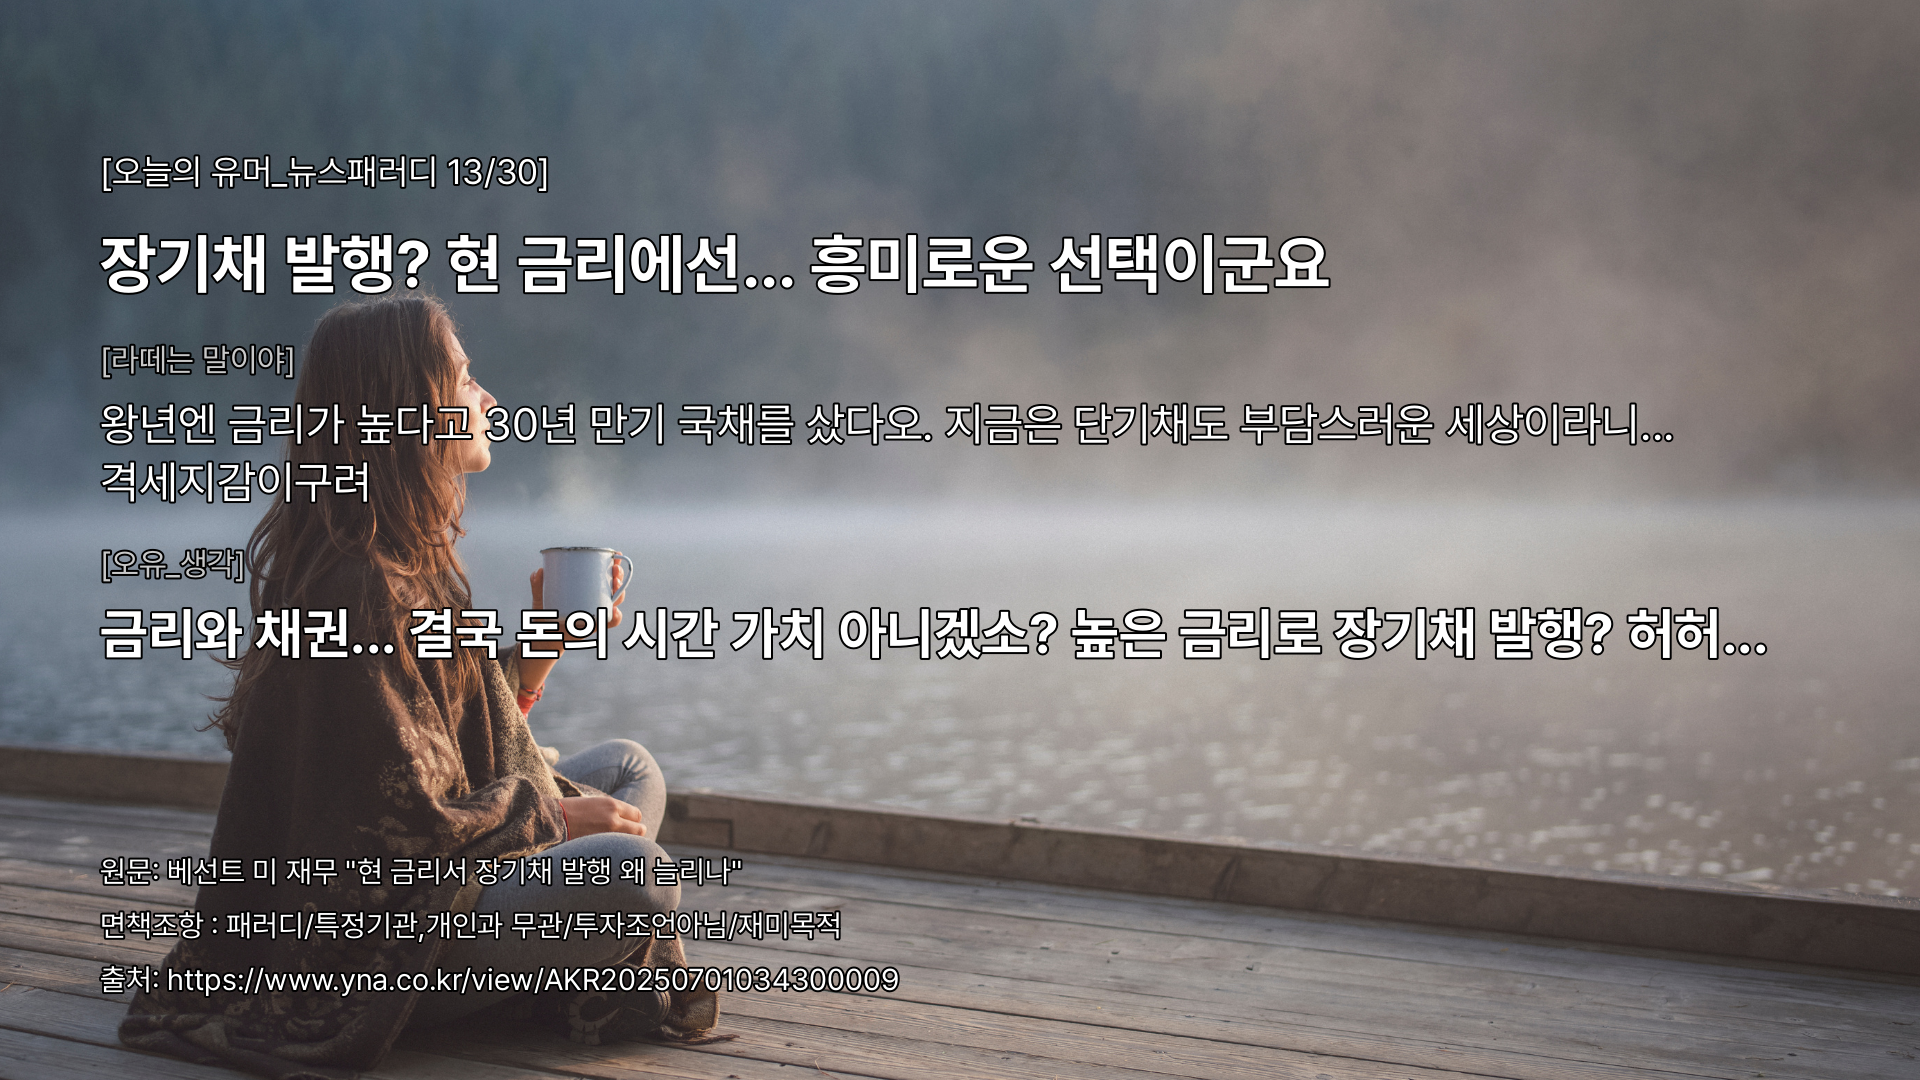 [오늘의 유머_뉴스패러디 13/30]
장기채 발행? 현 금리에선... 흥미로운 선택이군요
[라떼는 말이야]
왕년엔 금리가 높다고 30년 만기 국채를 샀다오. 지금은 단기채도 부담스러운 세상이라니...
격세지감이구려
[오유_생각]
금리와 채권... 결국 돈의 시간 가치 아니겠소? 높은 금리로 장기채 발행? 허허...
원문: 베선트 미 재무 "현 금리서 장기채 발행 왜 늘리나"
면책조항 : 패러디/특정기관,개인과 무관/투자조언아님/재미목적
출처: https://www.yna.co.kr/view/AKR20250701034300009